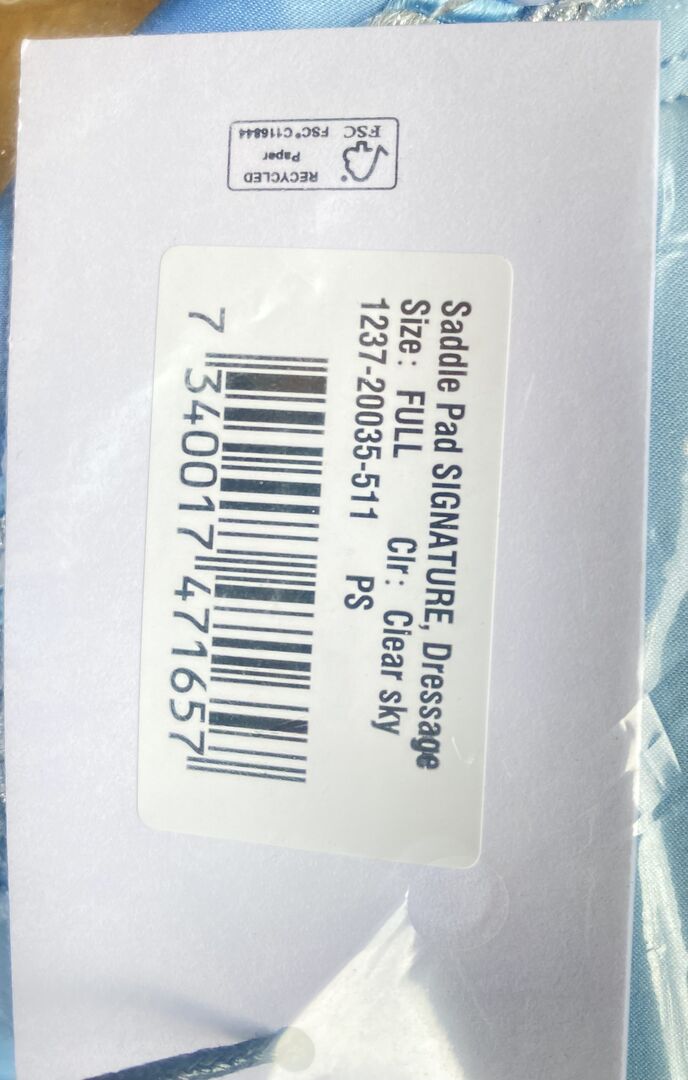 RECYCLED
Paper
FSC FSC® C116844
Saddle Pad SIGNATURE, Dressage
Size: FULL Clr: Clear sky
1237-20035-511 PS
7 340017 471657